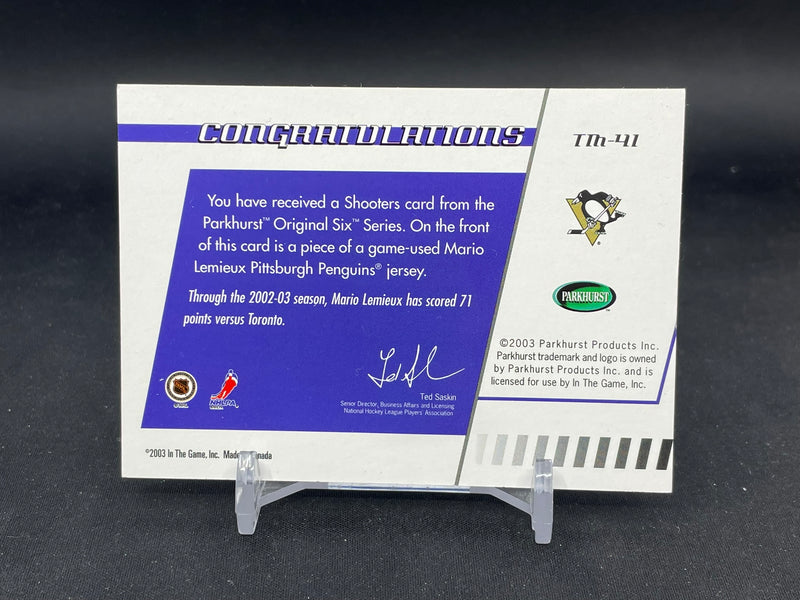 CONGRATULATIONS
TM-41
You have received a Shooters card from the
Parkhurst™ Original Six™ Series. On the front
of this card is a piece of a game-used Mario
Lemieux Pittsburgh Penguins® jersey.
Through the 2002-03 season, Mario Lemieux has scored 71
points versus Toronto.
Ted Saskin
Senior Director, Business Affairs and Licensing
National Hockey League Players' Association
NHLPA
©2003 In The Game, Inc. Made Canada
PARKHURST™
©2003 Parkhurst Products Inc.
Parkhurst trademark and logo is owned
by Parkhurst Products Inc. and is
licensed for use by In The Game, Inc.